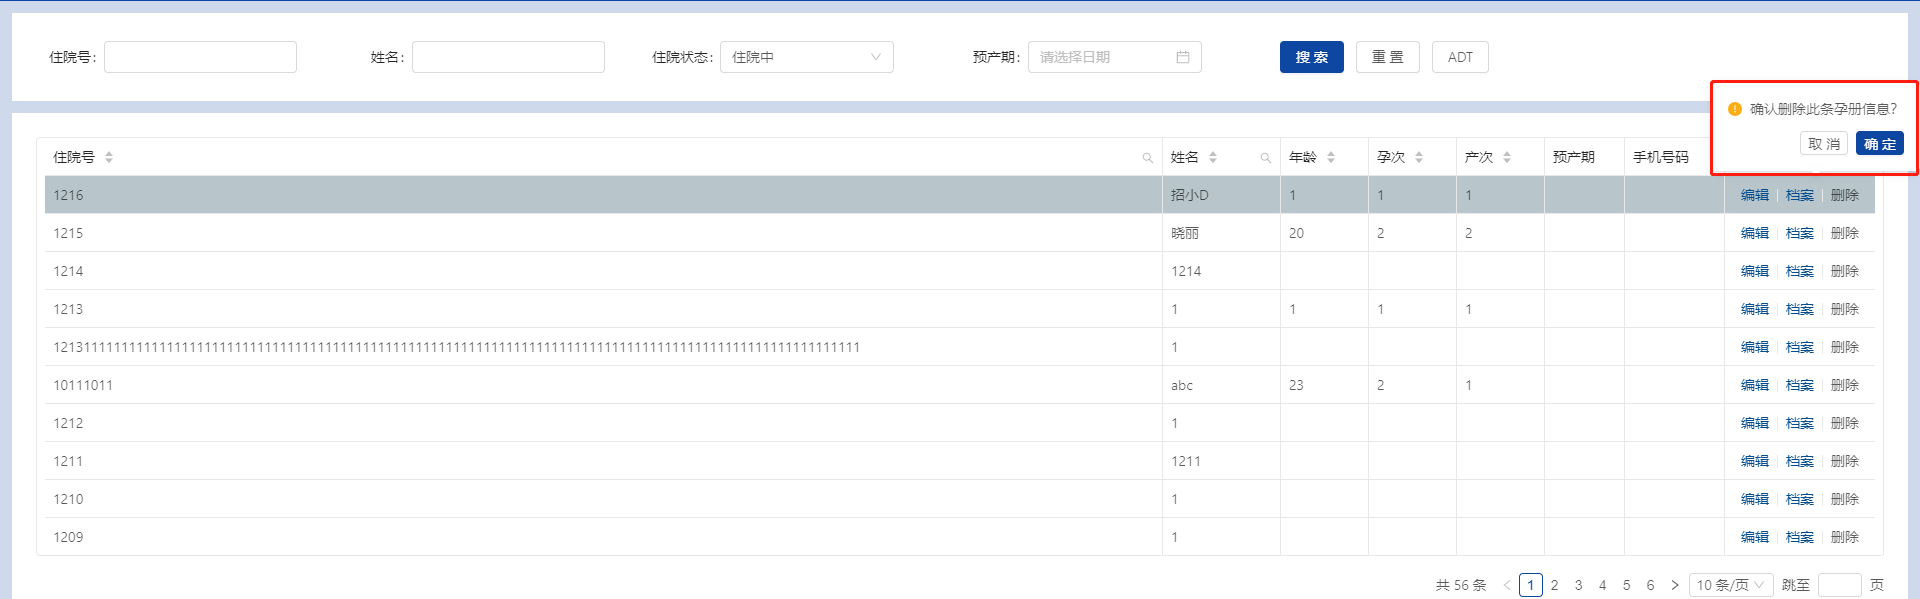 住院号: 姓名: 住院状态: 住院中 预产期: 请选择日期 搜 索 重 置 ADT
确认删除此条孕册信息?
取 消 确 定
住院号 姓名 年龄 孕次 产次 预产期 手机号码
1216 招小D 1 1 1 编辑 档案 删除
1215 晓丽 20 2 2 编辑 档案 删除
1214 1214 编辑 档案 删除
1213 1 1 1 1 编辑 档案 删除
1 编辑 档案 删除
10111011 abc 23 2 1 编辑 档案 删除
1212 1 编辑 档案 删除
1211 1211 编辑 档案 删除
1210 1 编辑 档案 删除
1209 1 编辑 档案 删除
共 56 条 < 1 2 3 4 5 6 > 10 条/页 跳至 页